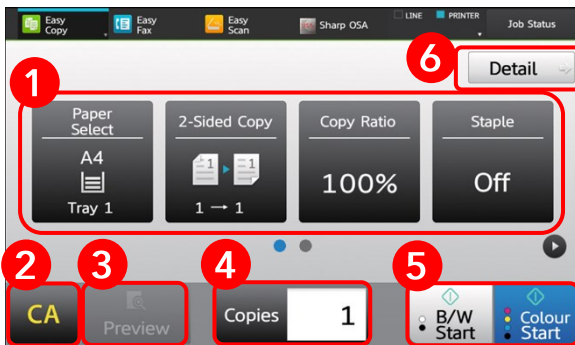 Easy Copy
Easy Fax
Easy Scan
Sharp OSA
LINE
PRINTER
Job Status
6
Detail
1
Paper Select
A4
Tray 1
2-Sided Copy
1 1
1 → 1
Copy Ratio
100%
Staple
Off
2
CA
3
Preview
4
Copies 1
5
B/W Start
Colour Start